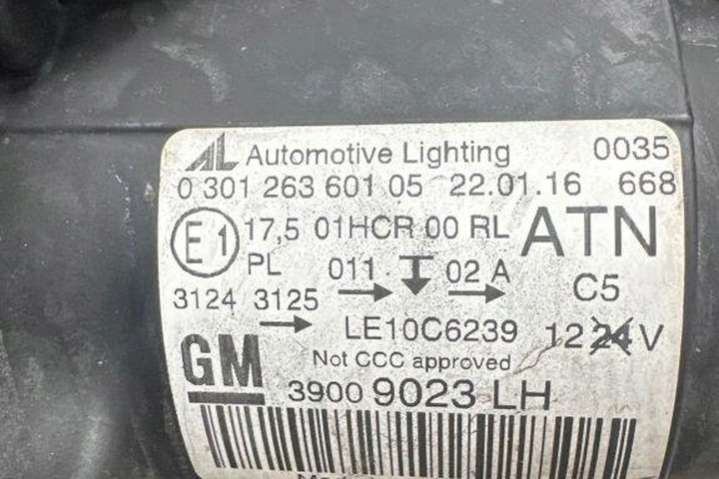 AL Automotive Lighting 0035
0 301 263 601 05 22.01.16 668
E1 17,5 01HCR 00 RL ATN
PL 011 02 A C5
3124 3125
LE10C6239 12 24 V
GM Not CCC approved
3900 9023 LH